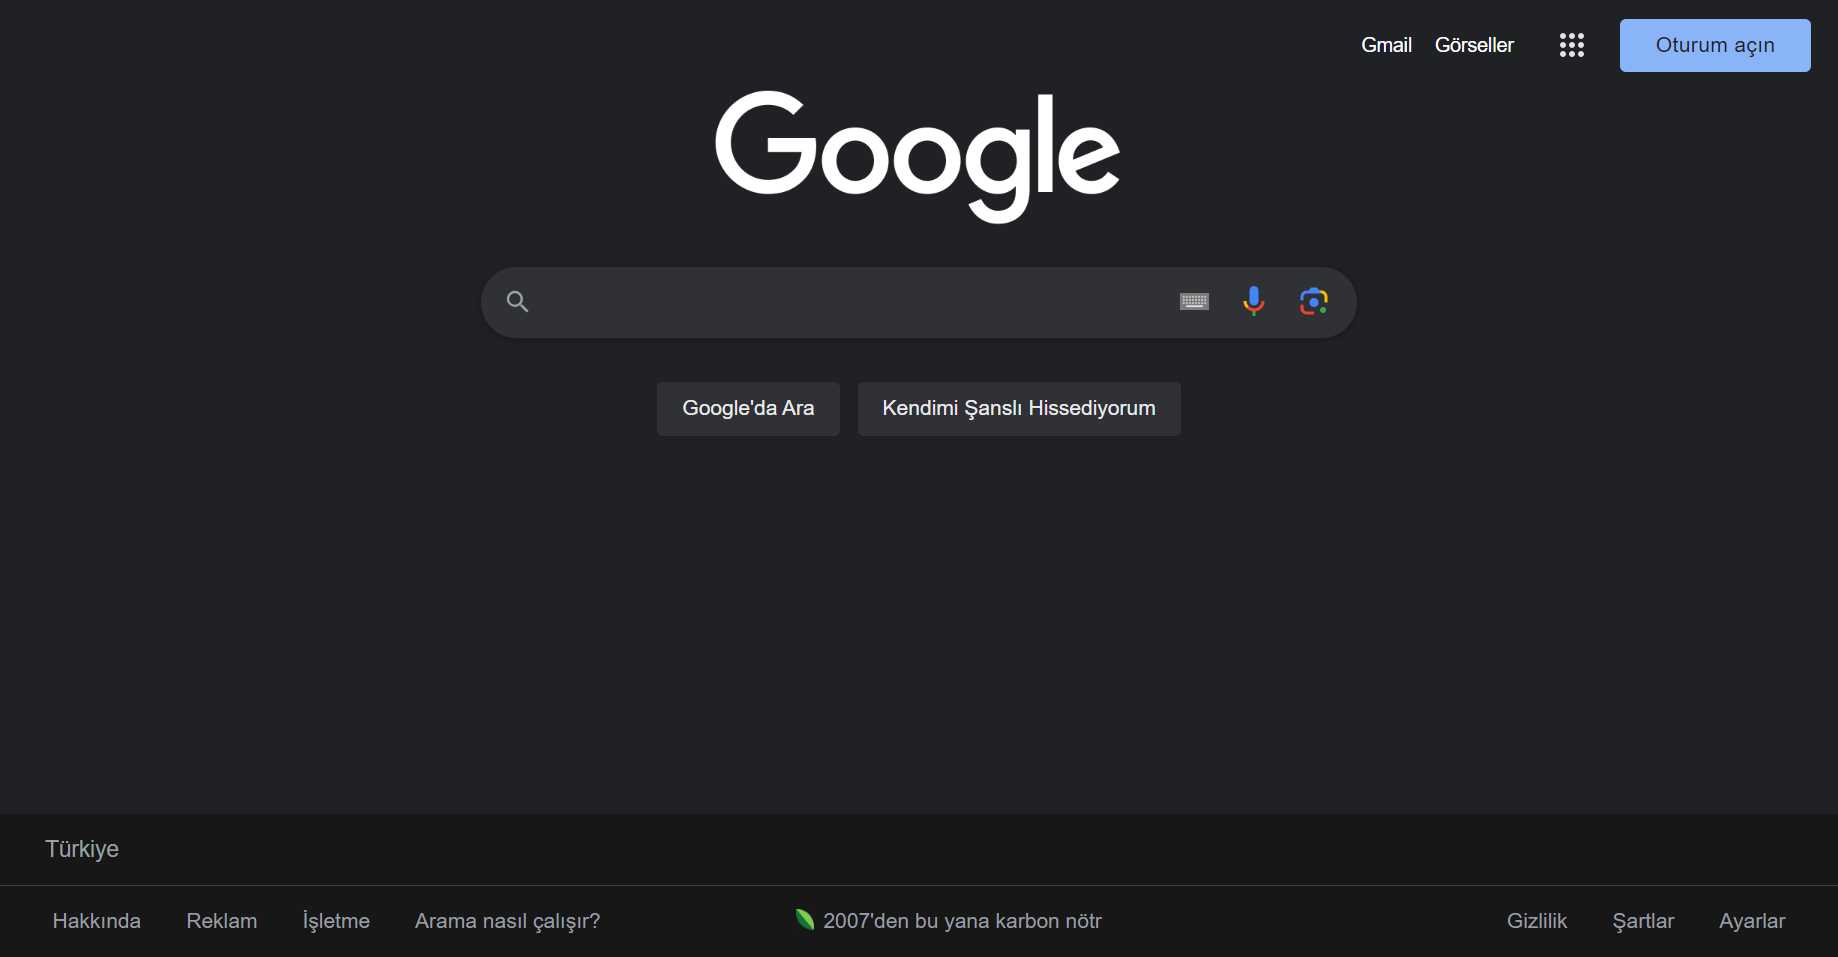 Gmail Görseller Oturum açın
Google
Google'da Ara Kendimi Şanslı Hissediyorum
Türkiye
Hakkında Reklam İşletme Arama nasıl çalışır? 2007'den bu yana karbon nötr Gizlilik Şartlar Ayarlar